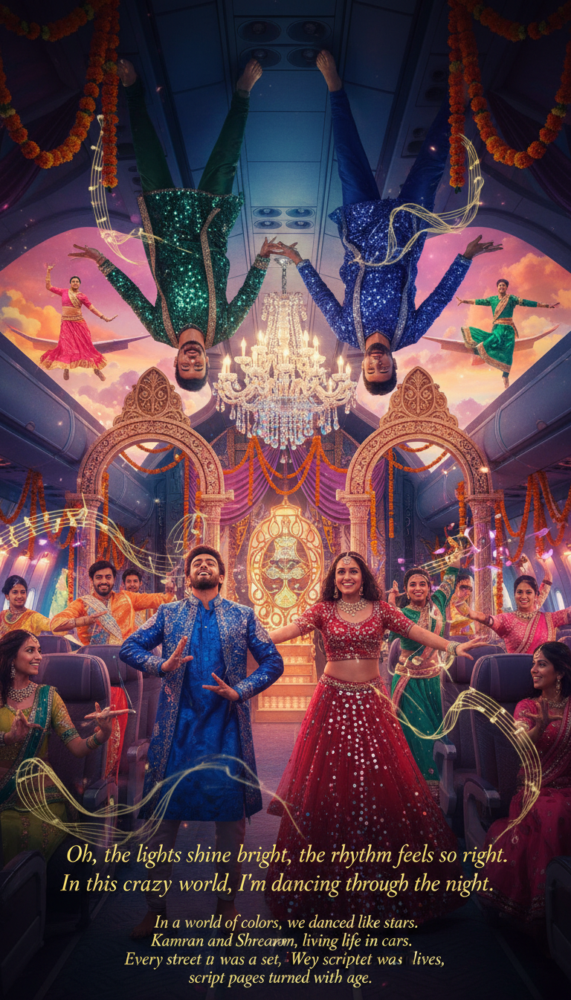 Oh, the lights shine bright, the rhythm feels so right.
In this crazy world, I'm dancing through the night.
In a world of colors, we danced like stars.
Kamran and Shrearon, living life in cars.
Every street u was a set, Wey scriptet was lives,
script pages turned with age.